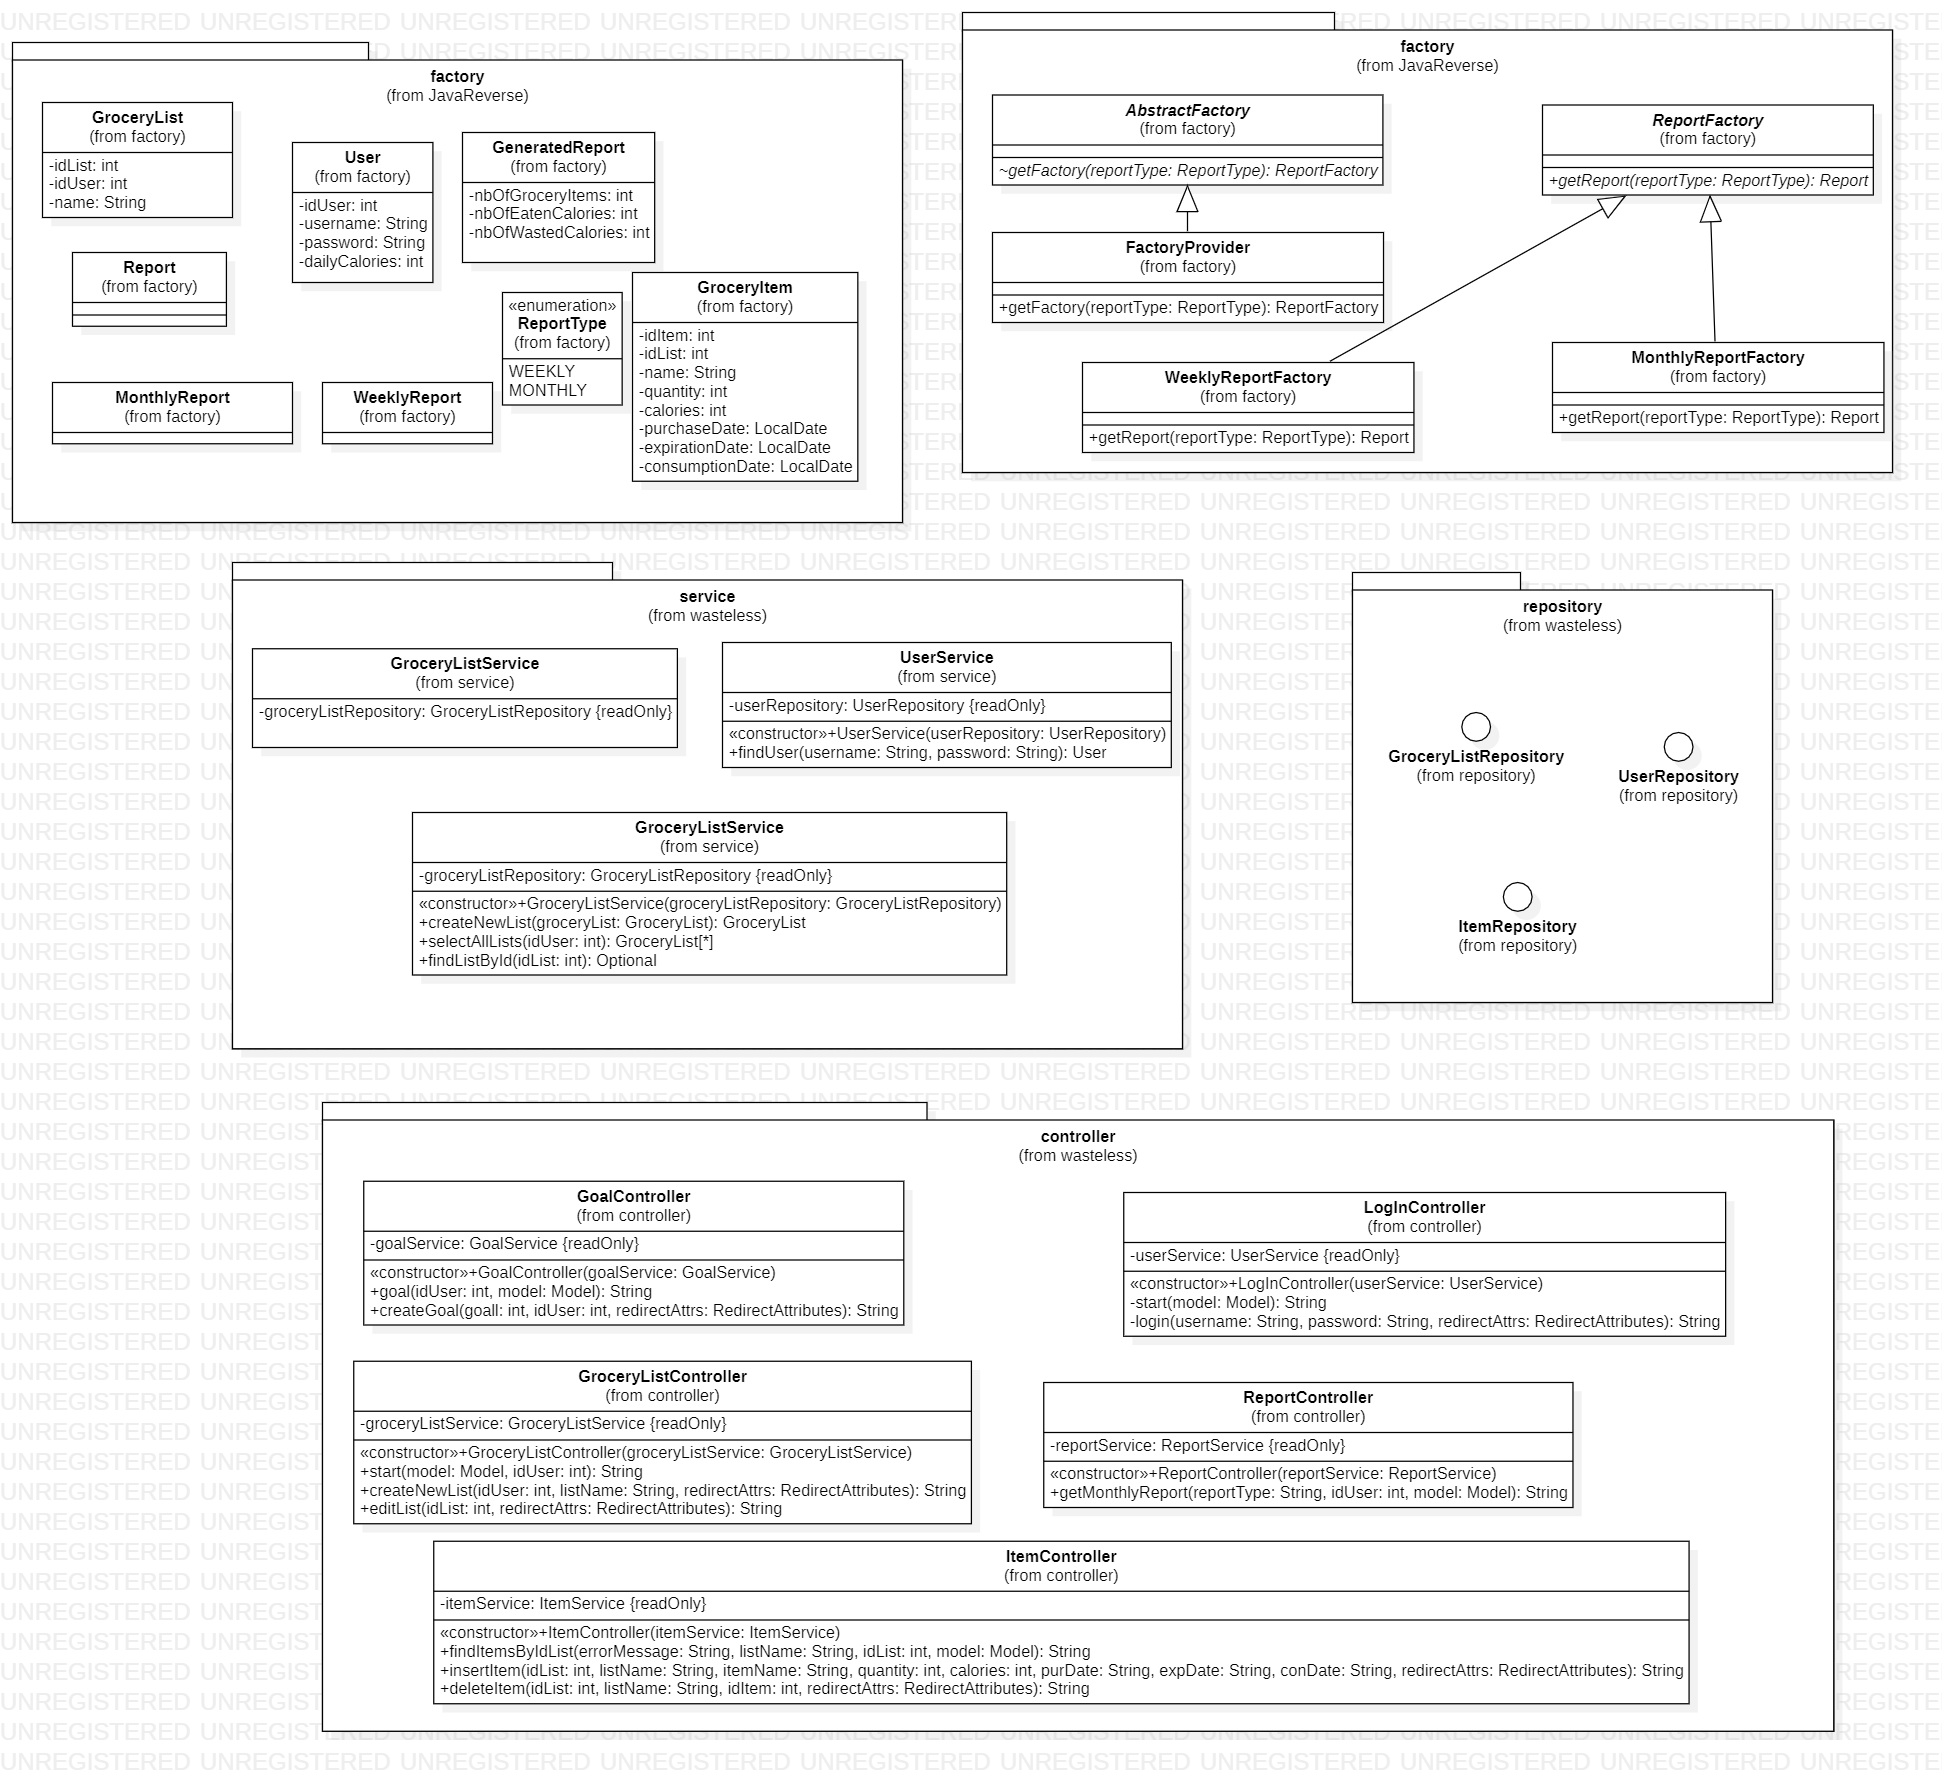 factory
(from JavaReverse)
GroceryList
(from factory)
-idList: int
-idUser: int
-name: String
User
(from factory)
-idUser: int
-username: String
-password: String
-dailyCalories: int
GeneratedReport
(from factory)
-nbOfGroceryItems: int
-nbOfEatenCalories: int
-nbOfWastedCalories: int
Report
(from factory)
«enumeration»
ReportType
(from factory)
WEEKLY
MONTHLY
GroceryItem
(from factory)
-idItem: int
-idList: int
-name: String
-quantity: int
-calories: int
-purchaseDate: LocalDate
-expirationDate: LocalDate
-consumptionDate: LocalDate
MonthlyReport
(from factory)
WeeklyReport
(from factory)
factory
(from JavaReverse)
AbstractFactory
(from factory)
~getFactory(reportType: ReportType): ReportFactory
ReportFactory
(from factory)
+getReport(reportType: ReportType): Report
FactoryProvider
(from factory)
+getFactory(reportType: ReportType): ReportFactory
WeeklyReportFactory
(from factory)
+getReport(reportType: ReportType): Report
MonthlyReportFactory
(from factory)
+getReport(reportType: ReportType): Report
service
(from wasteless)
GroceryListService
(from service)
-groceryListRepository: GroceryListRepository {readOnly}
UserService
(from service)
-userRepository: UserRepository {readOnly}
«constructor»+UserService(userRepository: UserRepository)
+findUser(username: String, password: String): User
GroceryListService
(from service)
-groceryListRepository: GroceryListRepository {readOnly}
«constructor»+GroceryListService(groceryListRepository: GroceryListRepository)
+createNewList(groceryList: GroceryList): GroceryList
+selectAllLists(idUser: int): GroceryList[*]
+findListById(idList: int): Optional
repository
(from wasteless)
GroceryListRepository
(from repository)
UserRepository
(from repository)
ItemRepository
(from repository)
controller
(from wasteless)
GoalController
(from controller)
-goalService: GoalService {readOnly}
«constructor»+GoalController(goalService: GoalService)
+goal(idUser: int, model: Model): String
+createGoal(goall: int, idUser: int, redirectAttrs: RedirectAttributes): String
LogInController
(from controller)
-userService: UserService {readOnly}
«constructor»+LogInController(userService: UserService)
-start(model: Model): String
-login(username: String, password: String, redirectAttrs: RedirectAttributes): String
GroceryListController
(from controller)
-groceryListService: GroceryListService {readOnly}
«constructor»+GroceryListController(groceryListService: GroceryListService)
+start(model: Model, idUser: int): String
+createNewList(idUser: int, listName: String, redirectAttrs: RedirectAttributes): String
+editList(idList: int, redirectAttrs: RedirectAttributes): String
ReportController
(from controller)
-reportService: ReportService {readOnly}
«constructor»+ReportController(reportService: ReportService)
+getMonthlyReport(reportType: String, idUser: int, model: Model): String
ItemController
(from controller)
-itemService: ItemService {readOnly}
«constructor»+ItemController(itemService: ItemService)
+findItemsByIdList(errorMessage: String, listName: String, idList: int, model: Model): String
+insertItem(idList: int, listName: String, itemName: String, quantity: int, calories: int, purDate: String, expDate: String, conDate: String, redirectAttrs: RedirectAttributes): String
+deleteItem(idList: int, listName: String, idItem: int, redirectAttrs: RedirectAttributes): String
UNREGISTERED